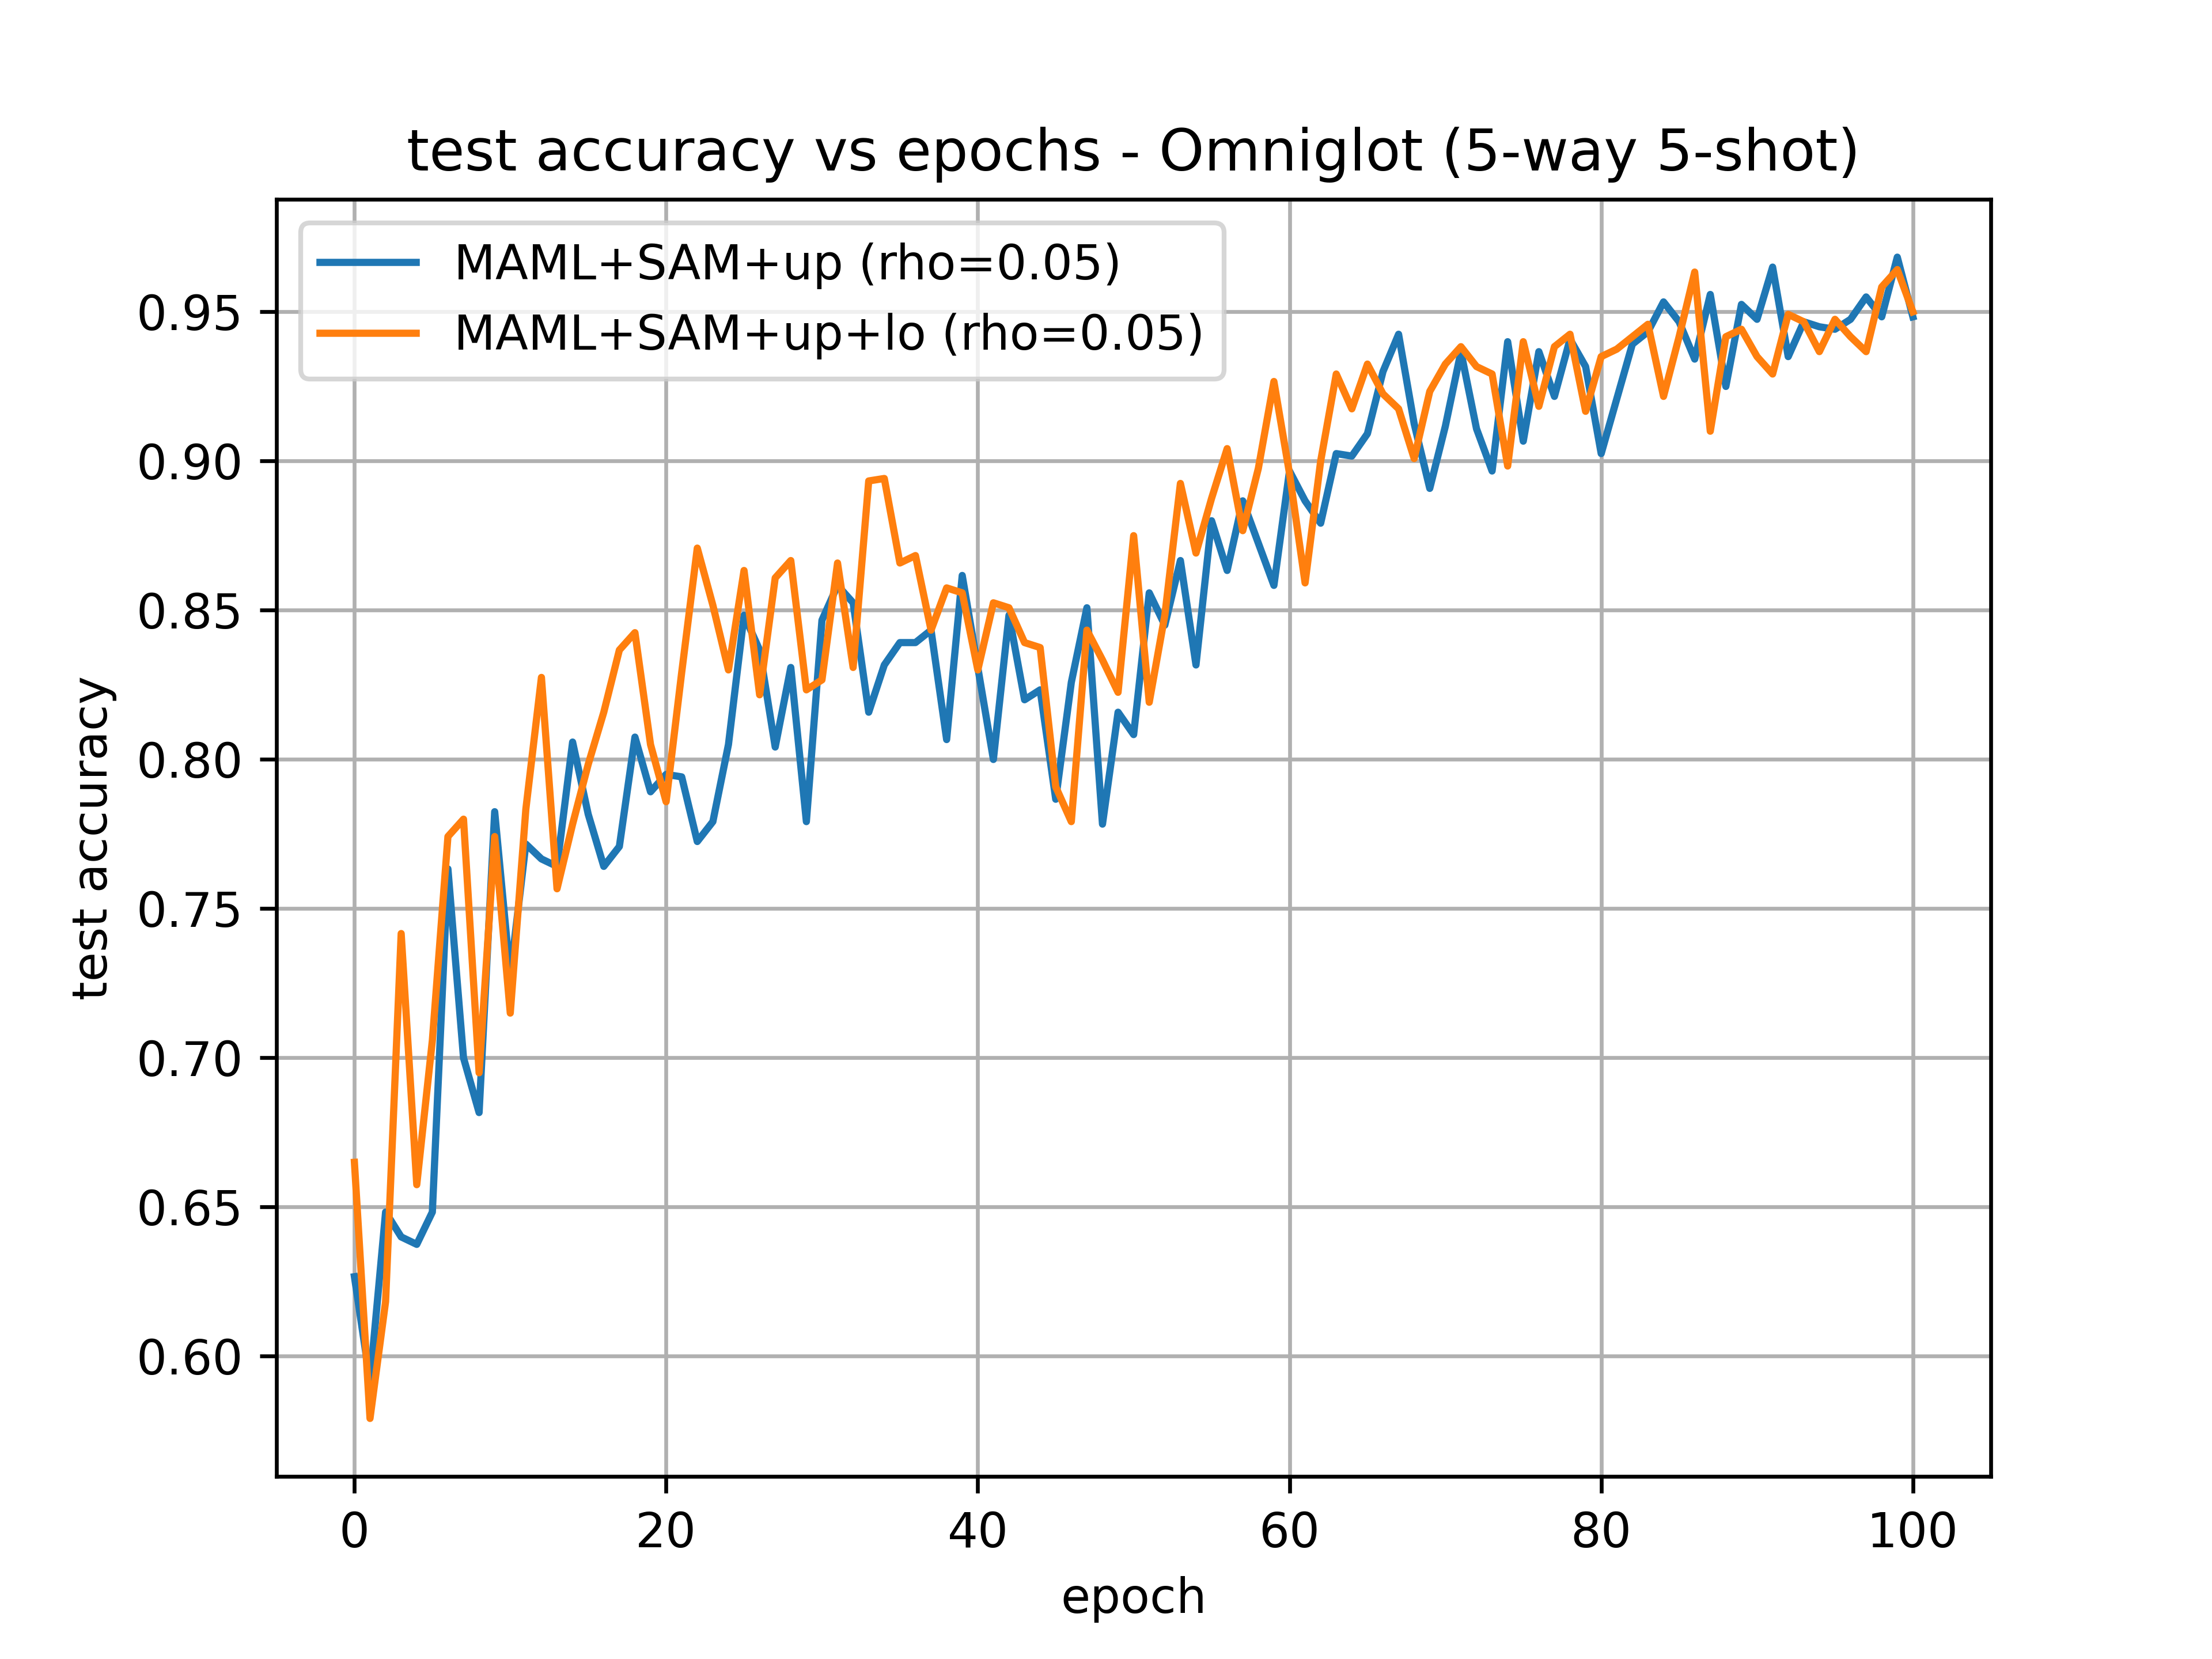 test accuracy vs epochs - Omniglot (5-way 5-shot)
MAML+SAM+up (rho=0.05)
MAML+SAM+up+lo (rho=0.05)
test accuracy
0.95
0.90
0.85
0.80
0.75
0.70
0.65
0.60
0 20 40 60 80 100
epoch